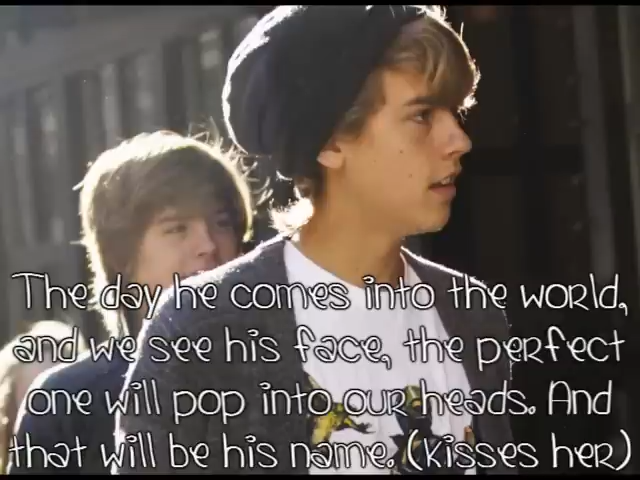 The day he comes into the world,
and we see his face, the perfect
one will pop into our heads. And
that will be his name. (kisses her)